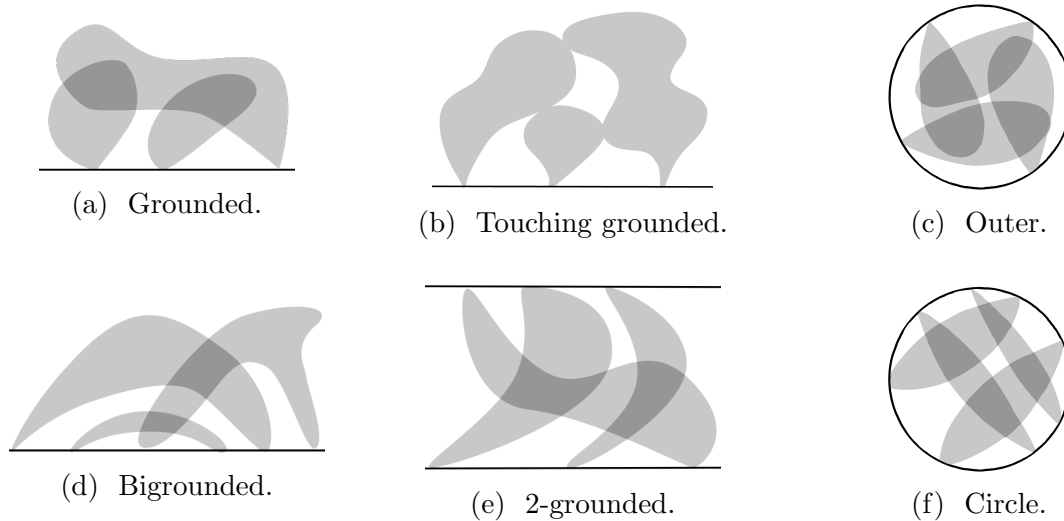 (a) Grounded.
(b) Touching grounded.
(c) Outer.
(d) Bigrounded.
(e) 2-grounded.
(f) Circle.